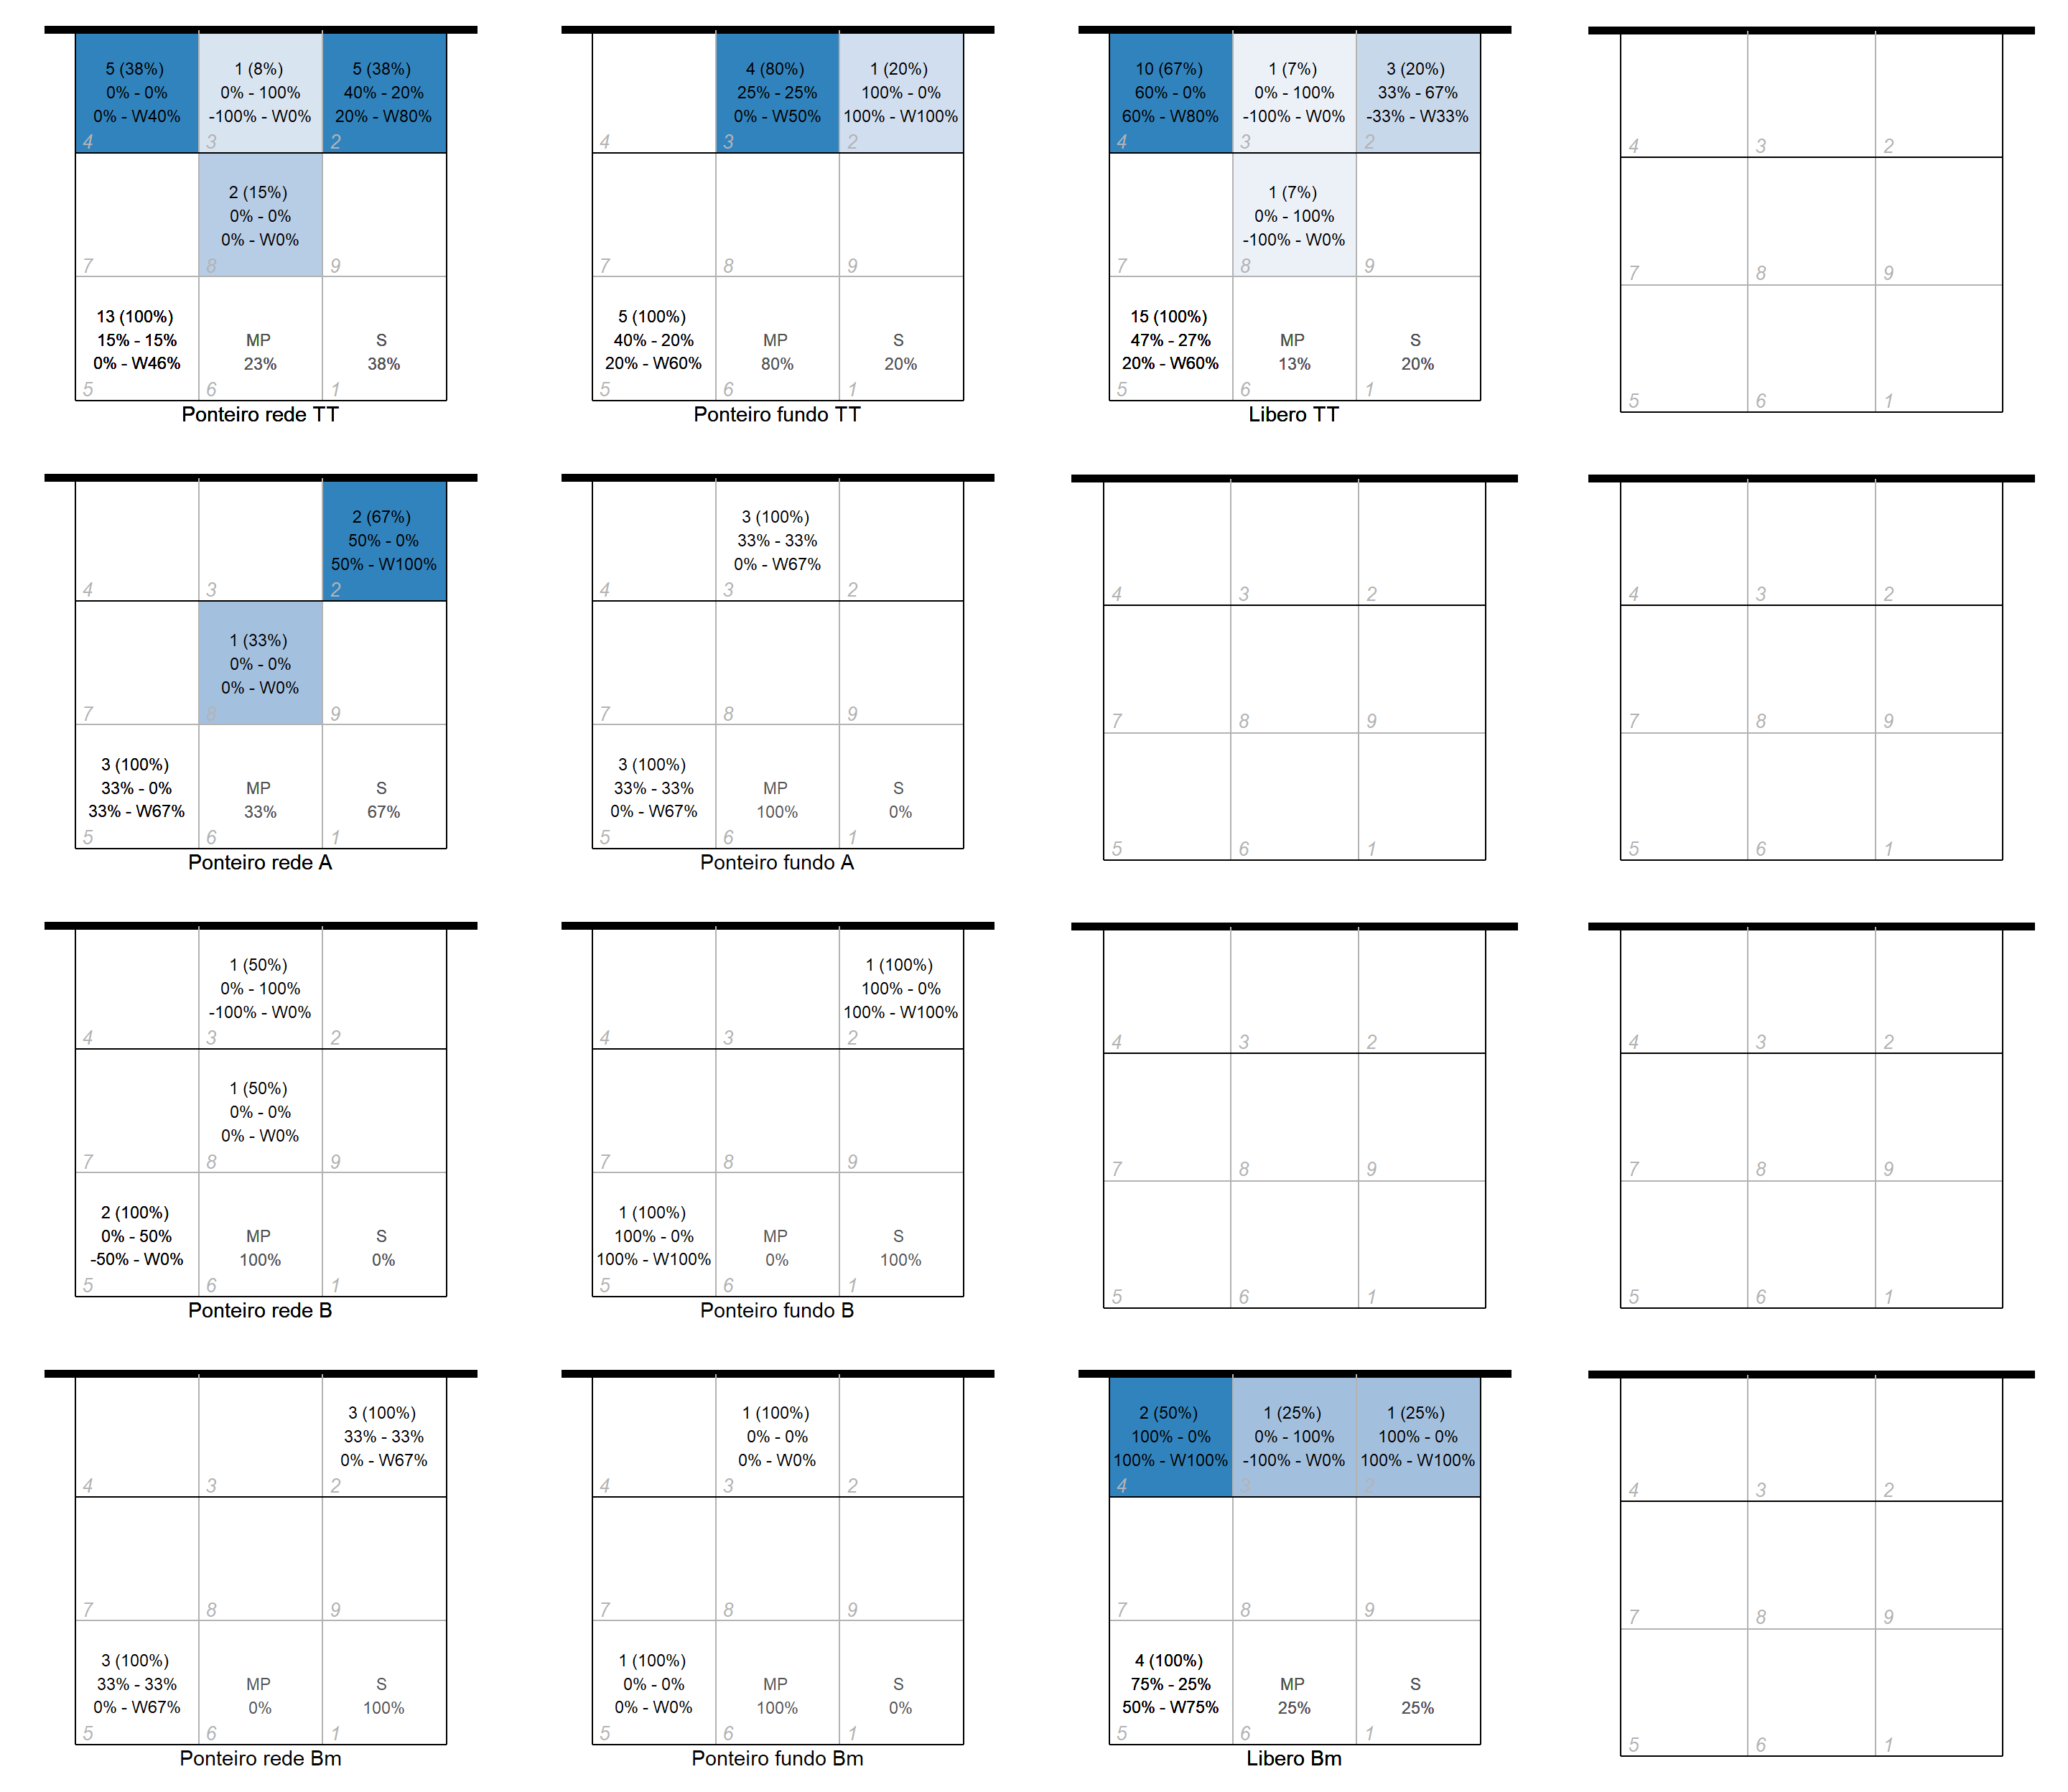 5 (38%)
0% - 0%
0% - W40%
4
1 (8%)
0% - 100%
-100% - W0%
3
5 (38%)
40% - 20%
20% - W80%
2
7
2 (15%)
0% - 0%
0% - W0%
8
9
13 (100%)
15% - 15%
0% - W46%
5
MP
23%
6
S
38%
1
Ponteiro rede TT
4
4 (80%)
25% - 25%
0% - W50%
3
1 (20%)
100% - 0%
100% - W100%
2
7
8
9
5 (100%)
40% - 20%
20% - W60%
5
MP
80%
6
S
20%
1
Ponteiro fundo TT
10 (67%)
60% - 0%
60% - W80%
4
1 (7%)
0% - 100%
-100% - W0%
3
3 (20%)
33% - 67%
-33% - W33%
2
7
1 (7%)
0% - 100%
-100% - W0%
8
9
15 (100%)
47% - 27%
20% - W60%
5
MP
13%
6
S
20%
1
Libero TT
4
3
2
7
8
9
5
6
1
4
3
2 (67%)
50% - 0%
50% - W100%
2
7
1 (33%)
0% - 0%
0% - W0%
8
9
3 (100%)
33% - 0%
33% - W67%
5
MP
33%
6
S
67%
1
Ponteiro rede A
4
3 (100%)
33% - 33%
0% - W67%
3
2
7
8
9
3 (100%)
33% - 33%
0% - W67%
5
MP
100%
6
S
0%
1
Ponteiro fundo A
4
3
2
7
8
9
5
6
1
4
3
2
7
8
9
5
6
1
4
1 (50%)
0% - 100%
-100% - W0%
3
2
7
1 (50%)
0% - 0%
0% - W0%
8
9
2 (100%)
0% - 50%
-50% - W0%
5
MP
100%
6
S
0%
1
Ponteiro rede B
4
3
1 (100%)
100% - 0%
100% - W100%
2
7
8
9
1 (100%)
100% - 0%
100% - W100%
5
MP
0%
6
S
100%
1
Ponteiro fundo B
4
3
2
7
8
9
5
6
1
4
3
2
7
8
9
5
6
1
4
3
3 (100%)
33% - 33%
0% - W67%
2
7
8
9
3 (100%)
33% - 33%
0% - W67%
5
MP
0%
6
S
100%
1
Ponteiro rede Bm
4
1 (100%)
0% - 0%
0% - W0%
3
2
7
8
9
1 (100%)
0% - 0%
0% - W0%
5
MP
100%
6
S
0%
1
Ponteiro fundo Bm
2 (50%)
100% - 0%
100% - W100%
4
1 (25%)
0% - 100%
-100% - W0%
3
1 (25%)
100% - 0%
100% - W100%
2
7
8
9
4 (100%)
75% - 25%
50% - W75%
5
MP
25%
6
S
25%
1
Libero Bm
4
3
2
7
8
9
5
6
1